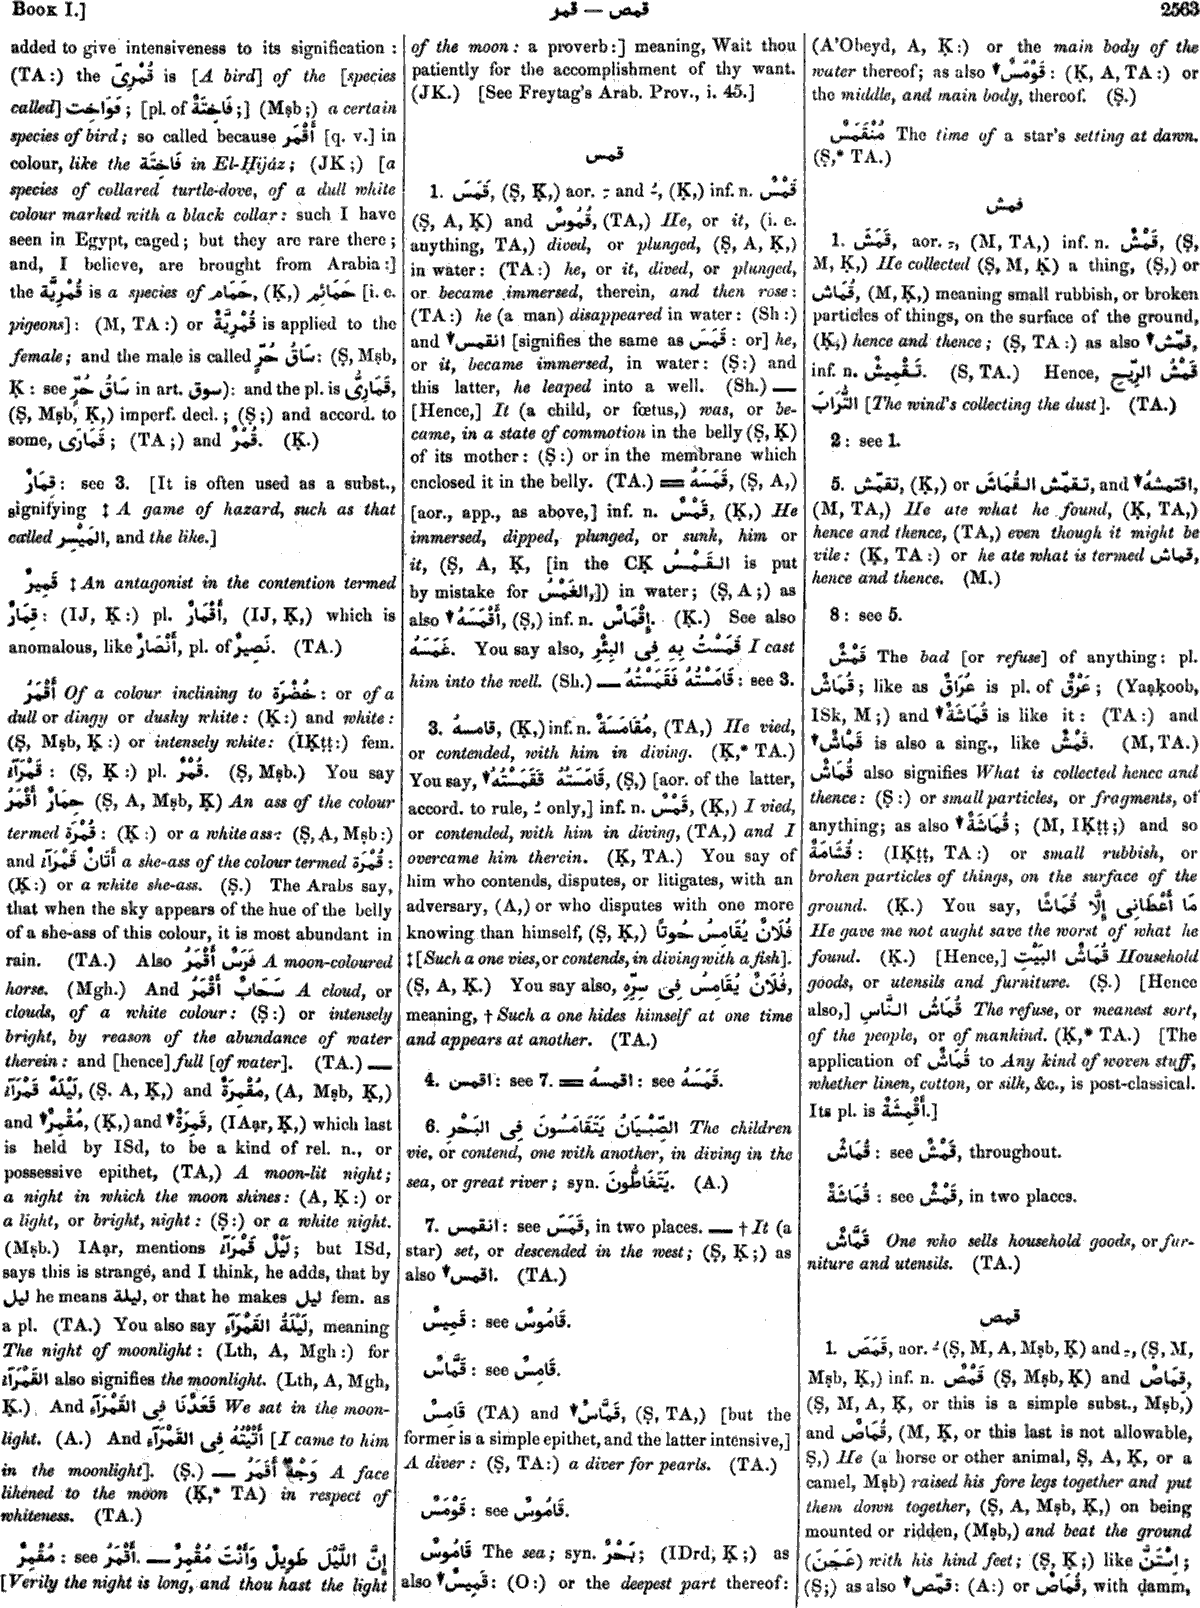 BOOK I.]
قمص — قمر
2563
added to give intensiveness to its signification :
(TA :) the قُمْرِىّ is [A bird] of the [species
called] فَوَاخِت ; [pl. of فَاخِتَةٌ ;] (Mṣb ;) a certain
species of bird ; so called because أَقْمَر [q. v.] in
colour, like the فَاخِتَة in El-Ḥijáz ; (JK ;) [a
species of collared turtle-dove, of a dull white
colour marked with a black collar : such I have
seen in Egypt, caged ; but they are rare there ;
and, I believe, are brought from Arabia :]
the قُمْرِيَّة is a species of حَمَام, (Ḳ,) حَمَائِم [i. e.
pigeons] : (M, TA :) or قُمْرِيَّةٌ is applied to the
female ; and the male is called سَاقُ حُرٍّ : (Ṣ, Mṣb,
Ḳ : see سَاقُ حُرٍّ in art. سوق) : and the pl. is قَمَارِىُّ,
(Ṣ, Mṣb, Ḳ,) imperf. decl. ; (Ṣ ;) and accord. to
some, قَمَارَى ; (TA ;) and قُمْرٌ. (Ḳ.)
قِمَارٌ : see 3. [It is often used as a subst.,
signifying ‡ A game of hazard, such as that
called المَيْسِر, and the like.]
قَمِيرٌ ‡ An antagonist in the contention termed
قِمَارٌ : (IJ, Ḳ :) pl. أَقْمَارٌ, (IJ, Ḳ,) which is
anomalous, like أَنْصَارٌ, pl. of نَصِيرٌ. (TA.)
أَقْمَرُ Of a colour inclining to خُضْرَة : or of a
dull or dingy or dusky white : (Ḳ :) and white :
(Ṣ, Mṣb, Ḳ :) or intensely white : (IḲṭṭ :) fem.
قَمْرَآءُ : (Ṣ, Ḳ :) pl. قُمْرٌ. (Ṣ, Mṣb.) You say
حِمَارٌ أَقْمَرُ (Ṣ, A, Mṣb, Ḳ) An ass of the colour
termed قُمْرَة : (Ḳ :) or a white ass : (Ṣ, A, Mṣb :)
and أَتَانٌ قَمْرَآءُ a she-ass of the colour termed قُمْرَة :
(Ḳ :) or a white she-ass. (Ṣ.) The Arabs say,
that when the sky appears of the hue of the belly
of a she-ass of this colour, it is most abundant in
rain. (TA.) Also فَرَسٌ أَقْمَرُ A moon-coloured
horse. (Mgh.) And سَحَابٌ أَقْمَرُ A cloud, or
clouds, of a white colour : (Ṣ :) or intensely
bright, by reason of the abundance of water
therein : and [hence] full [of water]. (TA.) —
لَيْلَةٌ قَمْرَآءُ, (Ṣ, A, Ḳ,) and مُقْمِرَةٌ, (A, Mṣb, Ḳ,)
and ▼مُقْمِرٌ, (Ḳ,) and ▼قَمِرَةٌ, (IAạr, Ḳ,) which last
is held by ISd, to be a kind of rel. n., or
possessive epithet, (TA,) A moon-lit night ;
a night in which the moon shines : (A, Ḳ :) or
a light, or bright, night : (Ṣ :) or a white night.
(Mṣb.) IAạr, mentions لَيْلٌ قَمْرَآءُ ; but ISd,
says this is strange, and I think, he adds, that by
ليل he means ليلة, or that he makes ليل fem. as
a pl. (TA.) You also say لَيْلَةُ القَمْرَآءِ, meaning
The night of moonlight : (Lth, A, Mgh :) for
القَمْرَآءُ also signifies the moonlight. (Lth, A, Mgh,
Ḳ.) And قَعَدْنَا فِى القَمْرَآءِ We sat in the moon-
light. (A.) And أَتَيْتُهُ فِى القَمْرَآءِ [I came to him
in the moonlight]. (Ṣ.) — وَجْهٌ أَقْمَرُ A face
likened to the moon (Ḳ,* TA) in respect of
whiteness. (TA.)
مُقْمِرٌ : see أَقْمَرُ. — إِنَّ اللَّيْلَ طَوِيلٌ وَأَنْتَ مُقْمِرٌ
[Verily the night is long, and thou hast the light
of the moon : a proverb :] meaning, Wait thou
patiently for the accomplishment of thy want.
(JK.) [See Freytag's Arab. Prov., i. 45.]
قمس
1. قَمَسَ, (Ṣ, Ḳ,) aor. ـِ and ـُ, (Ḳ,) inf. n. قَمْسٌ
(Ṣ, A, Ḳ) and قُمُوسٌ, (TA,) He, or it, (i. e.
anything, TA,) dived, or plunged, (Ṣ, A, Ḳ,)
in water : (TA :) he, or it, dived, or plunged,
or became immersed, therein, and then rose :
(TA :) he (a man) disappeared in water : (Sh :)
and ▼انقمس [signifies the same as قَمَسَ : or] he,
or it, became immersed, in water : (Ṣ :) and
this latter, he leaped into a well. (Sh.) —
[Hence,] It (a child, or fœtus,) was, or be-
came, in a state of commotion in the belly (Ṣ, Ḳ)
of its mother : (Ṣ :) or in the membrane which
enclosed it in the belly. (TA.) = قَمَسَهُ, (Ṣ, A,)
[aor., app., as above,] inf. n. قَمْسٌ, (Ḳ,) He
immersed, dipped, plunged, or sunk, him or
it, (Ṣ, A, Ḳ, [in the CḲ القَمْسُ is put
by mistake for الغَمْسُ,]) in water ; (Ṣ, A ;) as
also ▼أَقْمَسَهُ, (Ṣ,) inf. n. إِقْمَاسٌ. (Ḳ.) See also
غَمَسَهُ. You say also, قَمَسْتُ بِهِ فِى البِئْرِ I cast
him into the well. (Sh.) — قَامَسْتُهُ فَقَمَسْتُهُ : see 3.
3. قامسهُ, (Ḳ,) inf. n. مُقَامَسَةٌ, (TA,) He vied,
or contended, with him in diving. (Ḳ,* TA.)
You say, ▼قَامَسْتُهُ فَقَمَسْتُهُ, (Ṣ,) [aor. of the latter,
accord. to rule, ـُ only,] inf. n. قَمْسٌ, (Ḳ,) I vied,
or contended, with him in diving, (TA,) and I
overcame him therein. (Ḳ, TA.) You say of
him who contends, disputes, or litigates, with an
adversary, (A,) or who disputes with one more
knowing than himself, (Ṣ, Ḳ,) فُلَانٌ يُقَامِسُ حُوتًا
‡ [Such a one vies, or contends, in diving with a fish].
(Ṣ, A, Ḳ.) You say also, فُلَانٌ يُقَامِسُ فِى سِرِّهِ,
meaning, † Such a one hides himself at one time
and appears at another. (TA.)
4. اقمس : see 7. = اقمسهُ : see قَمَسَهُ.
6. الصِّبْيَانُ يَتَقَامَسُونَ فِى البَحْرِ The children
vie, or contend, one with another, in diving in the
sea, or great river ; syn. يَتَغَاطُّونَ. (A.)
7. انقمس : see قَمَسَ, in two places. — † It (a
star) set, or descended in the west ; (Ṣ, Ḳ ;) as
also ▼اقمس. (TA.)
قَمِيسٌ : see قَامُوسٌ.
قَمَّاسٌ : see قَامِسٌ.
قَامِسٌ (TA) and ▼قَمَّاسٌ, (Ṣ, TA,) [but the
former is a simple epithet, and the latter intensive,]
A diver : (Ṣ, TA :) a diver for pearls. (TA.)
قَوْمَسٌ : see قَامُوسٌ.
قَامُوسٌ The sea ; syn. بَحْرٌ ; (IDrd, Ḳ ;) as
also ▼قَمِيسٌ : (O :) or the deepest part thereof :
(A'Obeyd, A, Ḳ :) or the main body of the
water thereof ; as also ▼قَوْمَسٌ : (Ḳ, A, TA :) or
the middle, and main body, thereof. (Ṣ.)
مُنْقَمَسٌ The time of a star's setting at dawn.
(Ṣ,* TA.)
قمش
1. قَمَشَ, aor. ـِ, (M, TA,) inf. n. قَمْشٌ, (Ṣ,
M, Ḳ,) He collected (Ṣ, M, Ḳ) a thing, (Ṣ,) or
قُمَاش, (M, Ḳ,) meaning small rubbish, or broken
particles of things, on the surface of the ground,
(Ḳ,) hence and thence ; (Ṣ, TA :) as also ▼قمّش,
inf. n. تَقْمِيشٌ. (S, TA.) Hence, قَمْشُ الرِّيحِ
التُّرَابَ [The wind's collecting the dust]. (TA.)
2 : see 1.
5. تقمّش, (Ḳ,) or تقمّش القُمَاشَ, and ▼اقتمشهُ,
(M, TA,) He ate what he found, (Ḳ, TA,)
hence and thence, (TA,) even though it might be
vile : (Ḳ, TA :) or he ate what is termed قماش,
hence and thence. (M.)
8 : see 5.
قَمْشٌ The bad [or refuse] of anything : pl.
قُمَاشٌ ; like as عُرَاقٌ is pl. of عَرْقٌ ; (Yaạḳoob,
ISk, M ;) and ▼قُمَاشَةٌ is like it : (TA :) and
▼قُمَاشٌ is also a sing., like قَمْشٌ. (M, TA.)
قُمَاشٌ also signifies What is collected hence and
thence : (Ṣ :) or small particles, or fragments, of
anything ; as also ▼قُمَاشَةٌ ; (M, IḲṭṭ ;) and so
قُشَامَةٌ : (IḲṭṭ, TA :) or small rubbish, or
broken particles of things, on the surface of the
ground. (Ḳ.) You say, مَا أَعْطَانِى إِلَّا قُمَاشًا
He gave me not aught save the worst of what he
found. (Ḳ.) [Hence,] قُمَاشُ البَيْتِ Household
goods, or utensils and furniture. (Ṣ.) [Hence
also,] قُمَاشُ النَّاسِ The refuse, or meanest sort,
of the people, or of mankind. (Ḳ,* TA.) [The
application of قُمَاشٌ to Any kind of woven stuff,
whether linen, cotton, or silk, &c., is post-classical.
Its pl. is أَقْمِشَةٌ.]
قُمَاشٌ : see قَمْشٌ, throughout.
قُمَاشَةٌ : see قَمْشٌ, in two places.
قَمَّاشٌ One who sells household goods, or fur-
niture and utensils. (TA.)
قمص
1. قَمَصَ, aor. ـُ (Ṣ, M, A, Mṣb, Ḳ) and ـِ, (Ṣ, M,
Mṣb, Ḳ,) inf. n. قَمْصٌ (Ṣ, Mṣb, Ḳ) and قِمَاصٌ,
(Ṣ, M, A, Ḳ, or this is a simple subst., Mṣb,)
and قُمَاصٌ, (M, Ḳ, or this last is not allowable,
Ṣ,) He (a horse or other animal, Ṣ, A, Ḳ, or a
camel, Mṣb) raised his fore legs together and put
them down together, (Ṣ, A, Mṣb, Ḳ,) on being
mounted or ridden, (Mṣb,) and beat the ground
(عَجَنَ) with his hind feet ; (Ṣ, Ḳ ;) like اِسْتَنَّ ;
(Ṣ ;) as also ▼قمّص : (A :) or قُمَاصٌ, with ḍamm,